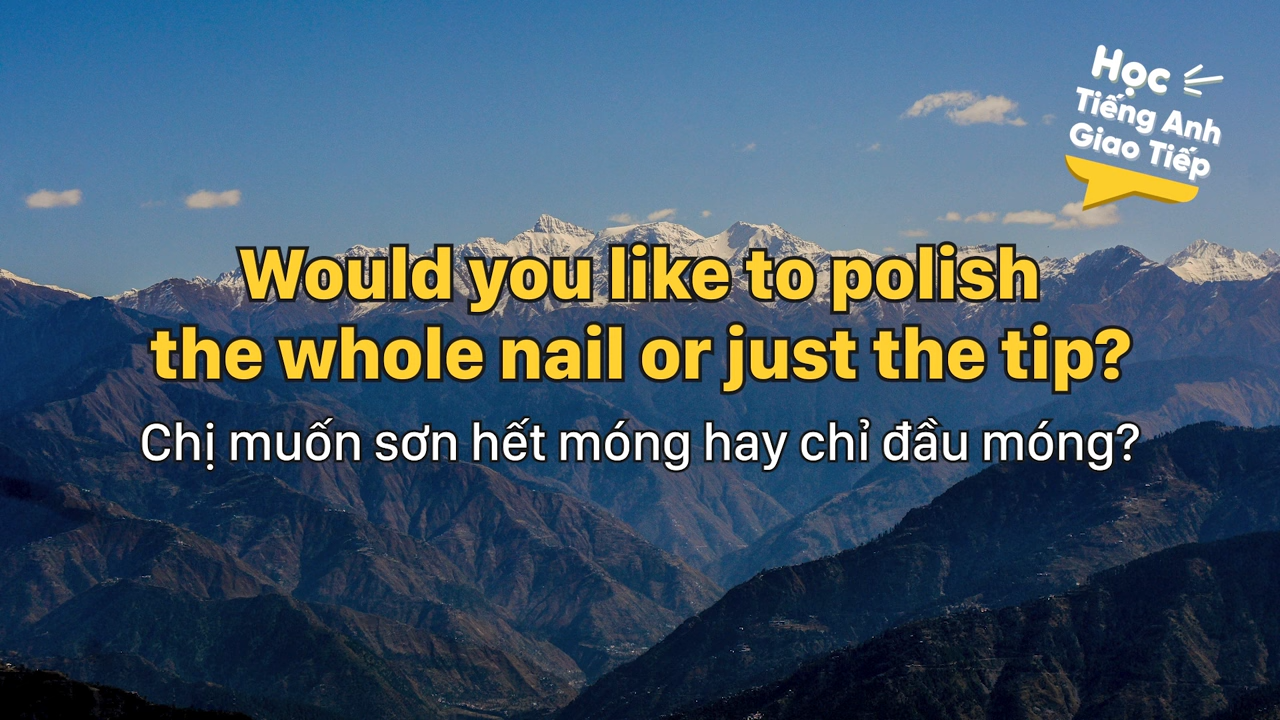 Học
Tiếng Anh
Giao Tiếp
Would you like to polish
the whole nail or just the tip?
Chị muốn sơn hết móng hay chỉ đầu móng?